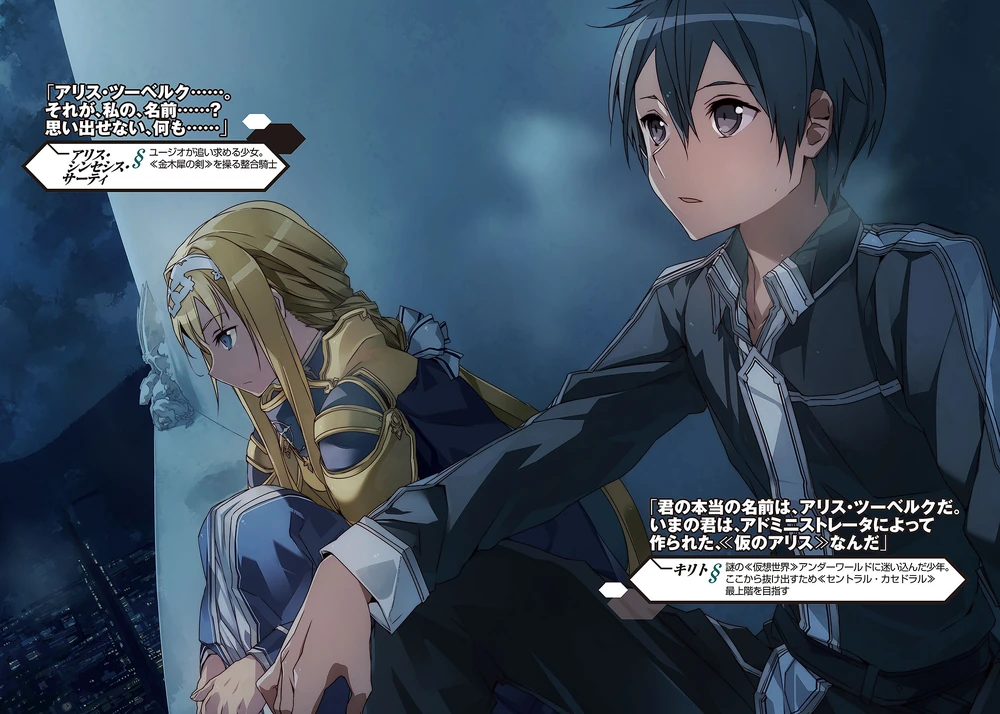 「アリス・ツーベルク……。
それが、私の、名前……?
思い出せない、何も……」
アリス・
シンセシス・
サーティ
§
ユージオが追い求める少女。
≪金木犀の剣≫を操る整合騎士
「君の本当の名前は、アリス・ツーベルクだ。
いまの君は、アドミニストレータによって
作られた、≪仮のアリス≫なんだ」
キリト§
謎の≪仮想世界≫アンダーワールドに迷い込んだ少年。
ここから抜け出すため≪セントラル・カセドラル≫
最上階を目指す